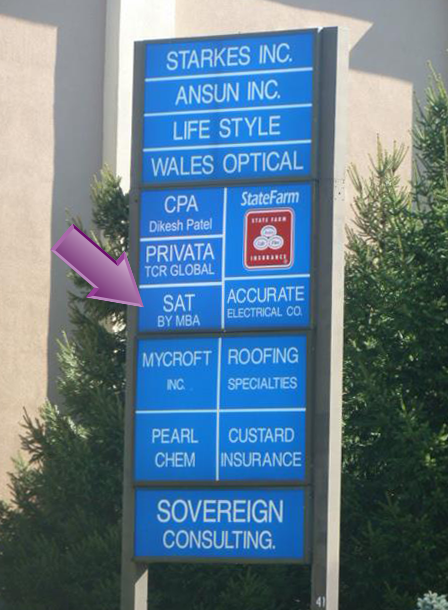 STARKES INC.
ANSUN INC.
LIFE STYLE
WALES OPTICAL
CPA
Dikesh Patel
PRIVATA
TCR GLOBAL
SAT
BY MBA
StateFarm
STATE FARM
INSURANCE
ACCURATE
ELECTRICAL CO.
MYCROFT
INC.
ROOFING
SPECIALTIES
PEARL
CHEM
CUSTARD
INSURANCE
SOVEREIGN
CONSULTING.